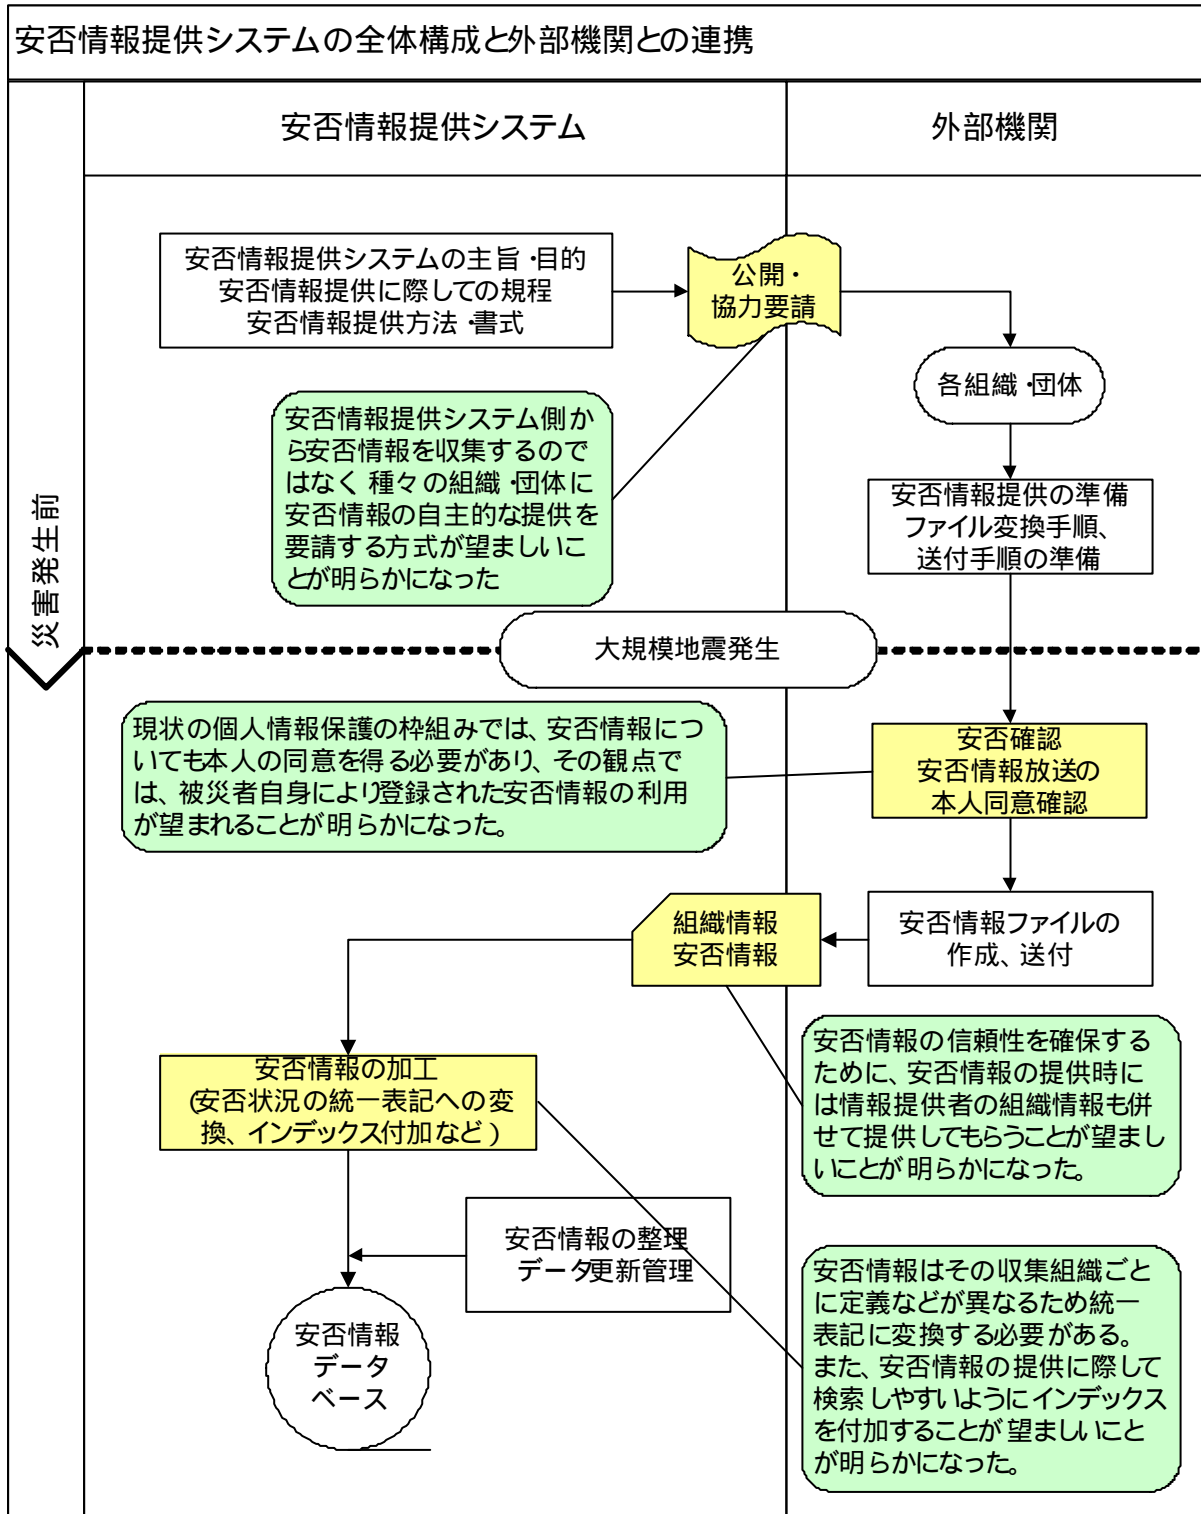 安否情報提供システムの全体構成と外部機関との連携
安否情報提供システム
外部機関
災害発生前
安否情報提供システムの主旨・目的
安否情報提供に際しての規程
安否情報提供方法・書式
公開・
協力要請
各組織・団体
安否情報提供システム側か
ら安否情報を収集するので
はなく 種々の組織・団体に
安否情報の自主的な提供を
要請する方式が望ましいこ
とが明らかになった
安否情報提供の準備
ファイル変換手順、
送付手順の準備
大規模地震発生
現状の個人情報保護の枠組みでは、安否情報につ
いても本人の同意を得る必要があり、その観点で
は、被災者自身により登録された安否情報の利用
が望まれることが明らかになった。
安否確認
安否情報放送の
本人同意確認
組織情報
安否情報
安否情報ファイルの
作成、送付
安否情報の信頼性を確保する
ために、安否情報の提供時に
は情報提供者の組織情報も併
せて提供してもらうことが望まし
いことが明らかになった。
安否情報の加工
(安否状況の統一表記への変
換、インデックス付加など)
安否情報の整理
データ更新管理
安否情報
データ
ベース
安否情報はその収集組織ごと
に定義などが異なるため統一
表記に変換する必要がある。
また、安否情報の提供に際して
検索しやすいようにインデックス
を付加することが望ましいこと
が明らかになった。